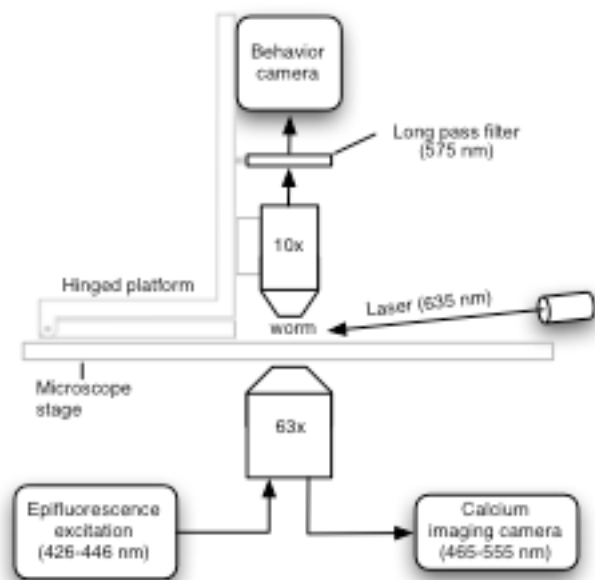 Behavior
camera
Long pass filter
(575 nm)
10x
Hinged platform
Laser (635 nm)
worm
Microscope
stage
63x
Epifluorescence
excitation
(426-446 nm)
Calcium
imaging camera
(465-555 nm)